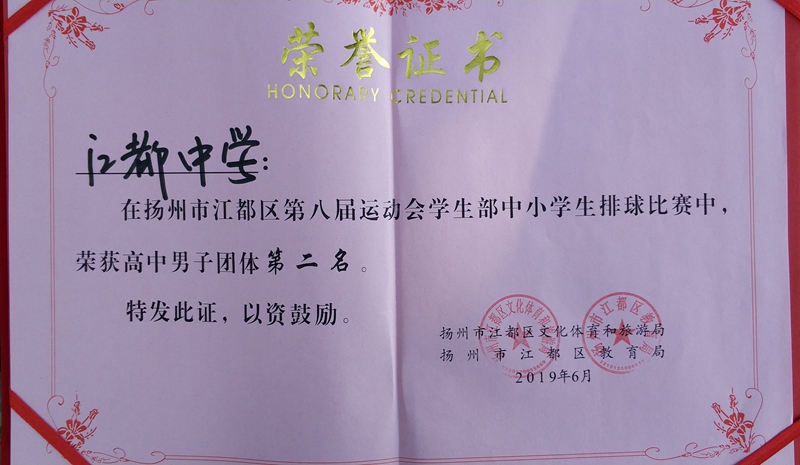 荣誉证书
HONORARY CREDENTIAL
江都中学：
在扬州市江都区第八届运动会学生部中小学生排球比赛中，
荣获高中男子团体第二名。
特发此证，以资鼓励。
扬州市江都区文化体育和旅游局
扬州市江都区教育局
2019年6月